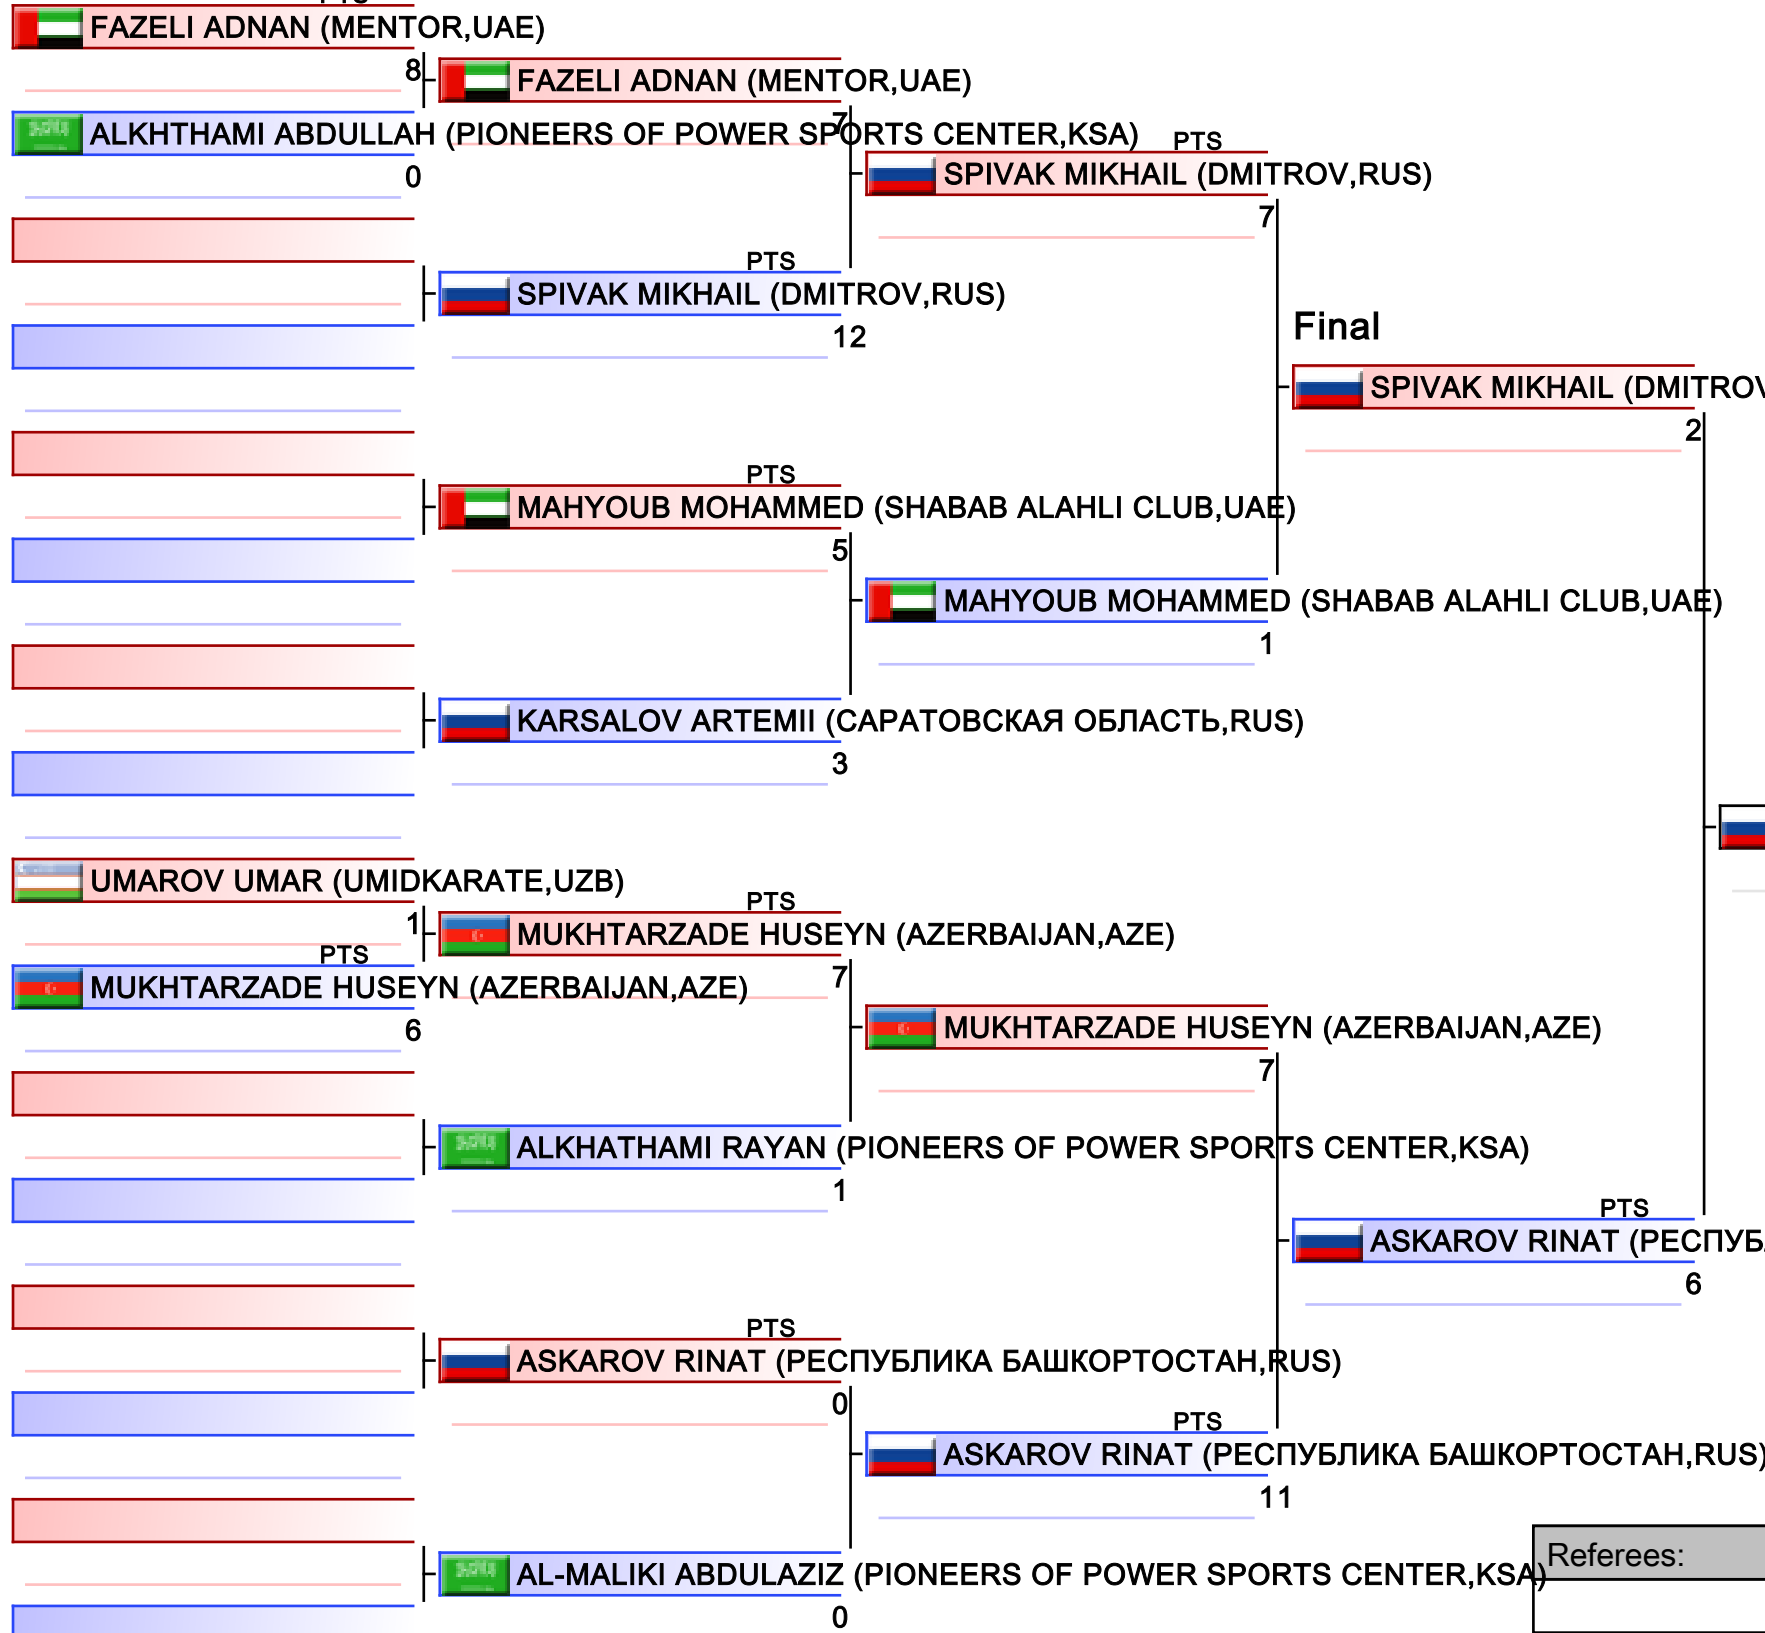 PTS
FAZELI ADNAN (MENTOR,UAE)
8
FAZELI ADNAN (MENTOR,UAE)
7
ALKHTHAMI ABDULLAH (PIONEERS OF POWER SPORTS CENTER,KSA)
0
PTS
SPIVAK MIKHAIL (DMITROV,RUS)
7
PTS
SPIVAK MIKHAIL (DMITROV,RUS)
12
Final
SPIVAK MIKHAIL (DMITROV
2
PTS
MAHYOUB MOHAMMED (SHABAB ALAHLI CLUB,UAE)
5
MAHYOUB MOHAMMED (SHABAB ALAHLI CLUB,UAE)
1
KARSALOV ARTEMII (САРАТОВСКАЯ ОБЛАСТЬ,RUS)
3
UMAROV UMAR (UMIDKARATE,UZB)
1
PTS
MUKHTARZADE HUSEYN (AZERBAIJAN,AZE)
7
PTS
MUKHTARZADE HUSEYN (AZERBAIJAN,AZE)
6
MUKHTARZADE HUSEYN (AZERBAIJAN,AZE)
7
ALKHATHAMI RAYAN (PIONEERS OF POWER SPORTS CENTER,KSA)
1
PTS
ASKAROV RINAT (РЕСПУБ
6
PTS
ASKAROV RINAT (РЕСПУБЛИКА БАШКОРТОСТАН,RUS)
0
PTS
ASKAROV RINAT (РЕСПУБЛИКА БАШКОРТОСТАН,RUS)
11
Referees:
AL-MALIKI ABDULAZIZ (PIONEERS OF POWER SPORTS CENTER,KSA)
0